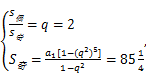 S偶/S奇 = q = 2
S奇 = a₁[1−(q²)⁵]/1−q² = 85 1/4,